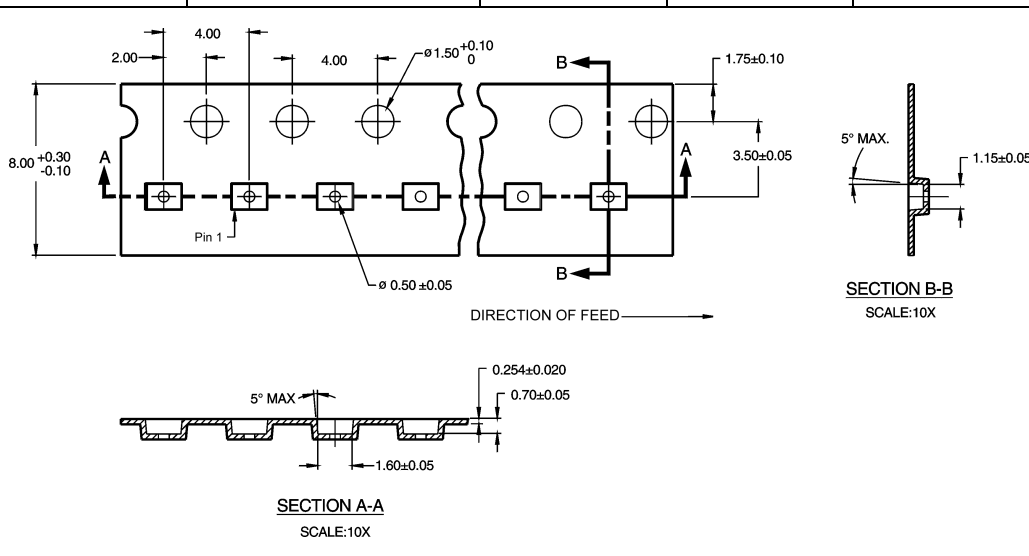 4.00
2.00
4.00
ø1.50 +0.10
0
B
1.75±0.10
8.00 +0.30
-0.10
A
A
3.50±0.05
5° MAX.
1.15±0.05
Pin 1
ø 0.50 ±0.05
B
SECTION B-B
SCALE:10X
DIRECTION OF FEED
0.254±0.020
5° MAX
0.70±0.05
1.60±0.05
SECTION A-A
SCALE:10X